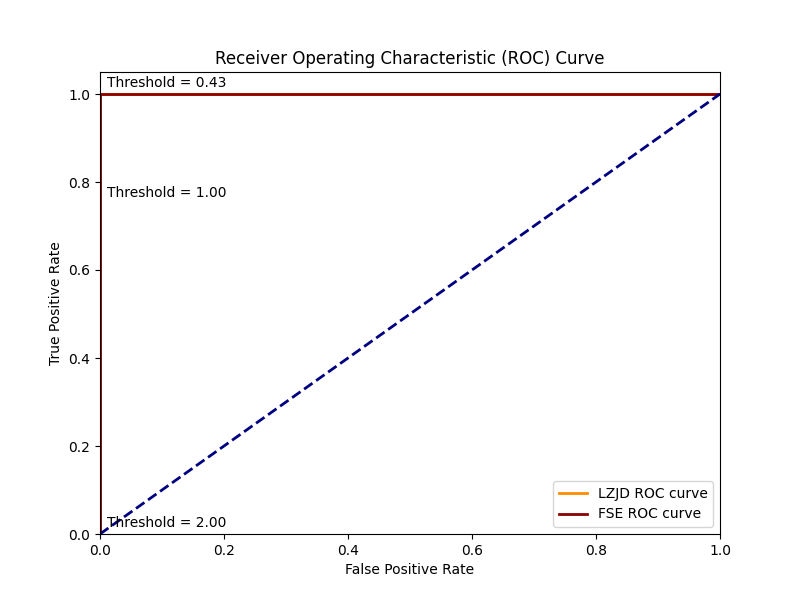 Receiver Operating Characteristic (ROC) Curve
Threshold = 0.43
Threshold = 1.00
Threshold = 2.00
True Positive Rate
1.0
0.8
0.6
0.4
0.2
0.0
0.0 0.2 0.4 0.6 0.8 1.0
False Positive Rate
LZJD ROC curve
FSE ROC curve